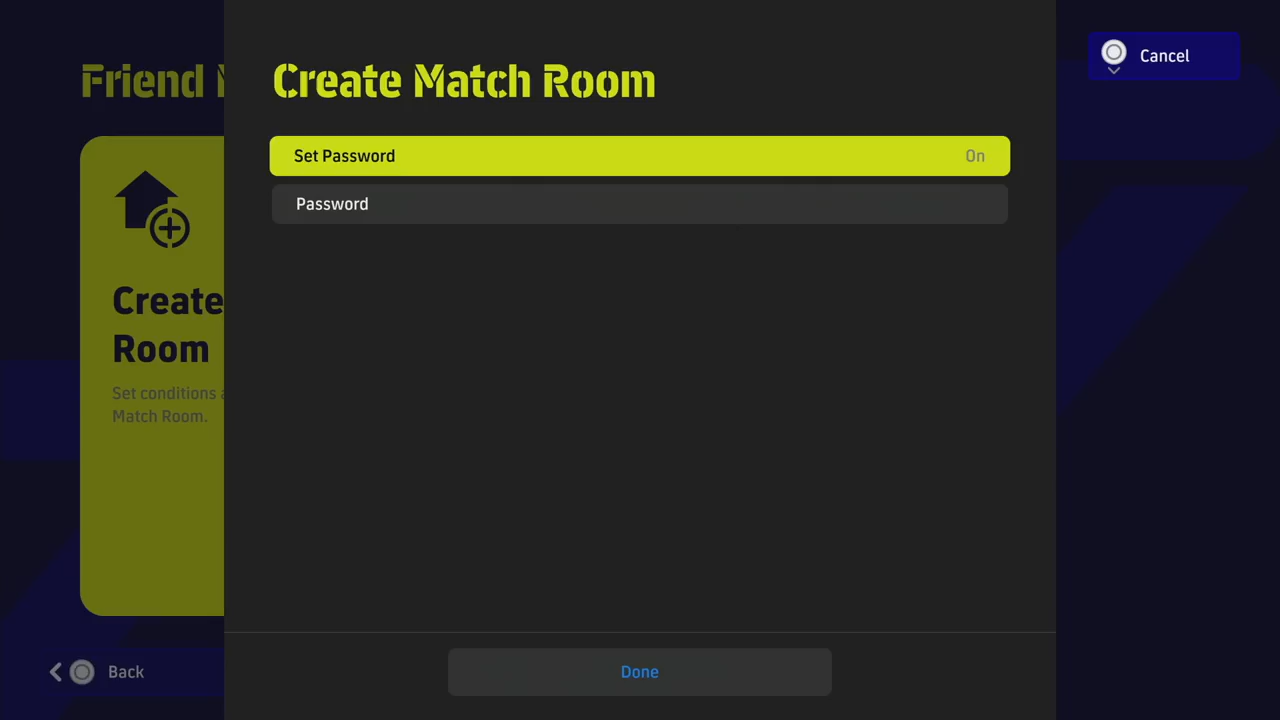 Friend M
Create Match Room
Cancel
Set Password On
Password
Create
Room
Set conditions a
Match Room.
Back
Done